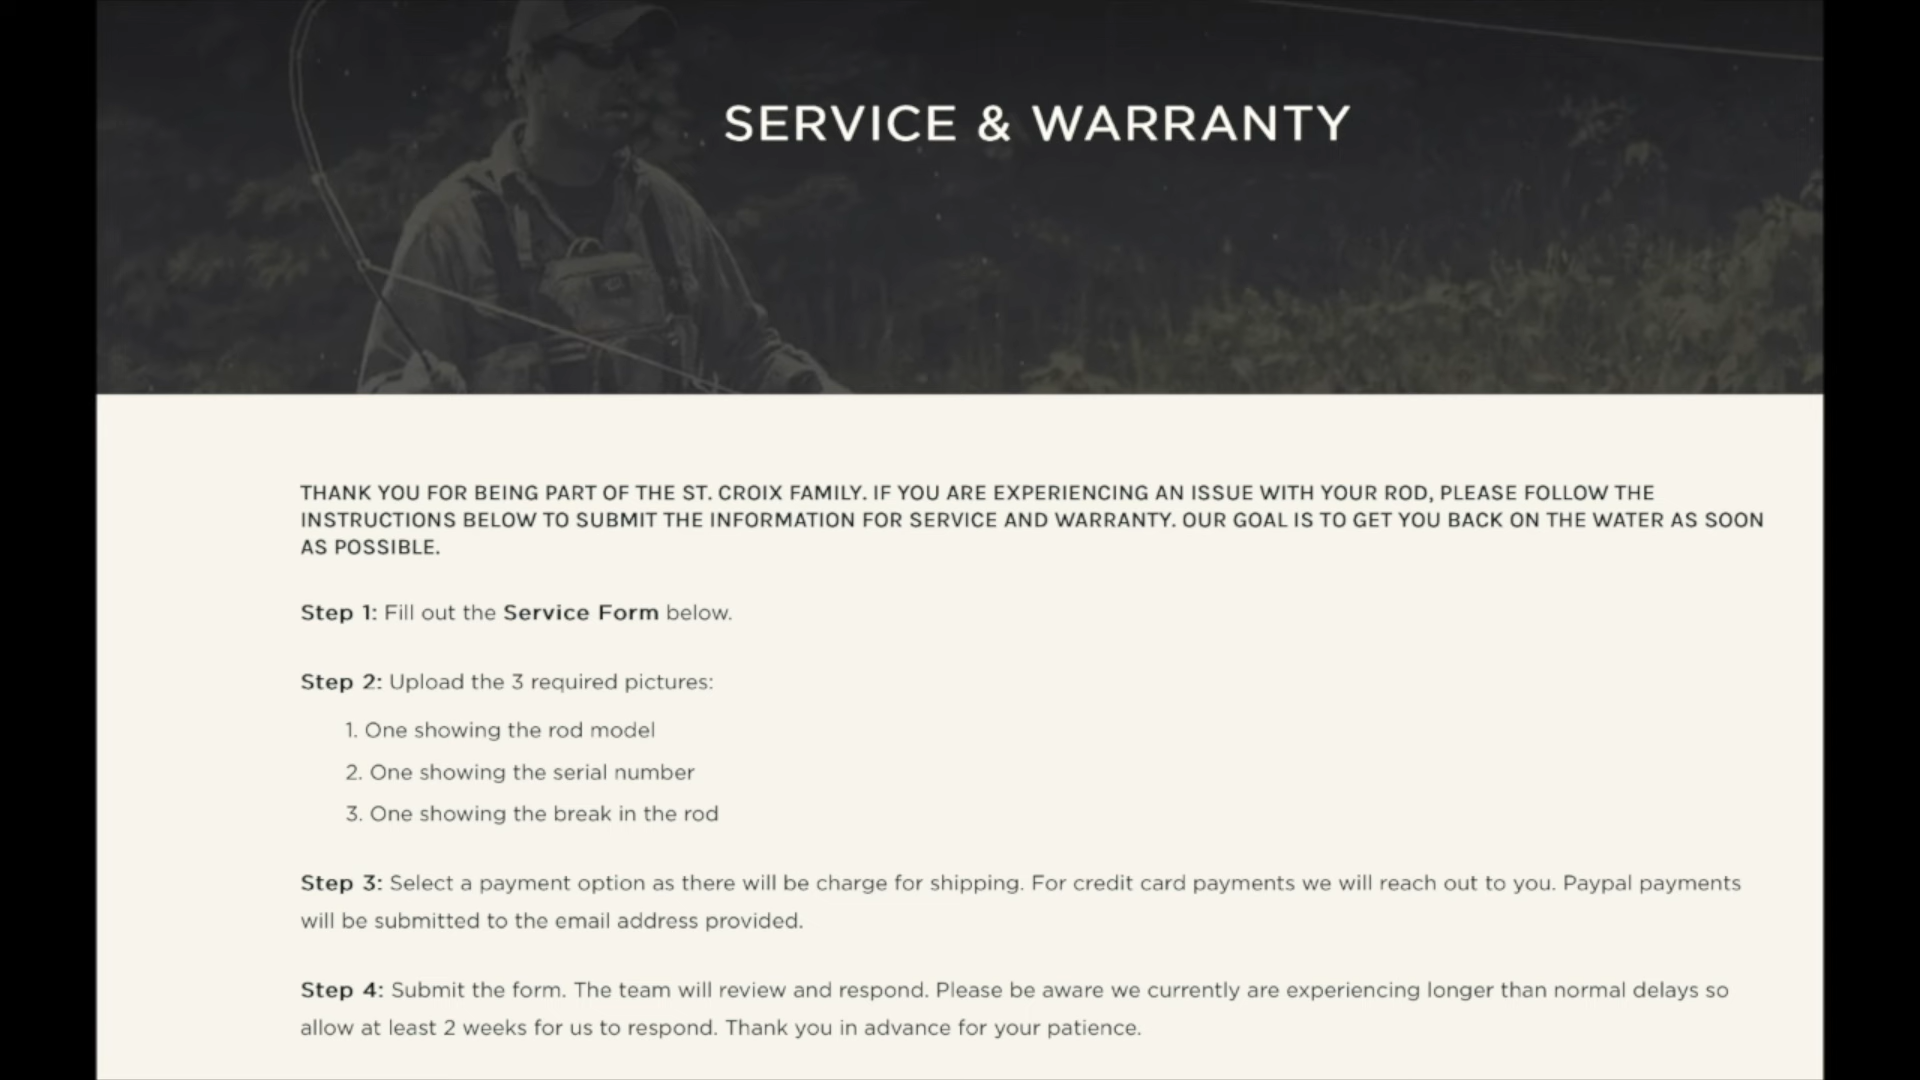 SERVICE & WARRANTY
THANK YOU FOR BEING PART OF THE ST. CROIX FAMILY. IF YOU ARE EXPERIENCING AN ISSUE WITH YOUR ROD, PLEASE FOLLOW THE
INSTRUCTIONS BELOW TO SUBMIT THE INFORMATION FOR SERVICE AND WARRANTY. OUR GOAL IS TO GET YOU BACK ON THE WATER AS SOON
AS POSSIBLE.
Step 1: Fill out the Service Form below.
Step 2: Upload the 3 required pictures:
1. One showing the rod model
2. One showing the serial number
3. One showing the break in the rod
Step 3: Select a payment option as there will be charge for shipping. For credit card payments we will reach out to you. Paypal payments
will be submitted to the email address provided.
Step 4: Submit the form. The team will review and respond. Please be aware we currently are experiencing longer than normal delays so
allow at least 2 weeks for us to respond. Thank you in advance for your patience.